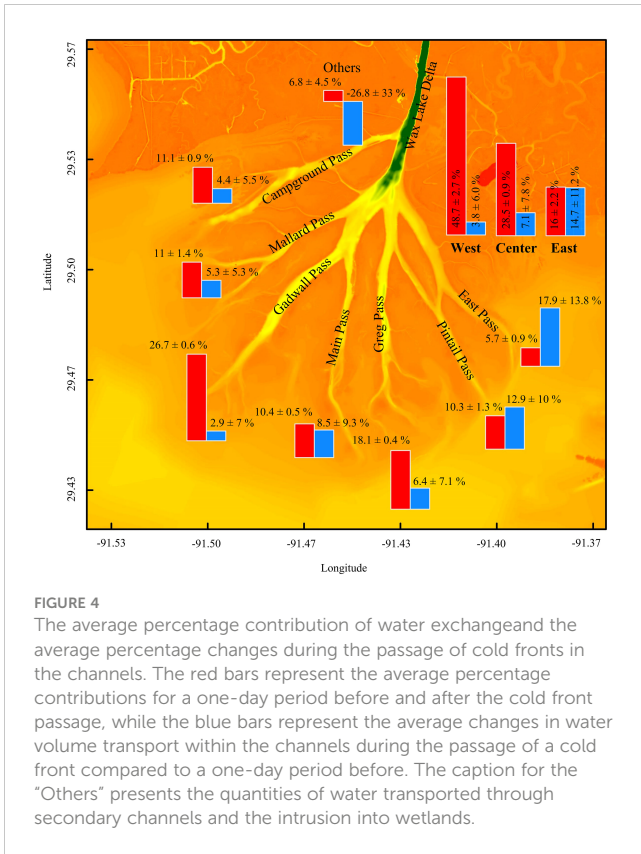 29.57
29.53
29.50
29.47
29.43
Latitude
Others
6.8 ± 4.5 %
-26.8 ± 33 %
Wax Lake Delta
11.1 ± 0.9 %
4.4 ± 5.5 %
Campground Pass
48.7 ± 2.7 %
3.8 ± 6.0 %
28.5 ± 0.9 %
7.1 ± 7.8 %
16 ± 2.2 %
14.7 ± 11.2 %
West Center East
Mallard Pass
11 ± 1.4 %
5.3 ± 5.3 %
Gadwall Pass
Main Pass
Greg Pass
Pintail Pass
East Pass
17.9 ± 13.8 %
5.7 ± 0.9 %
26.7 ± 0.6 %
2.9 ± 7 %
10.4 ± 0.5 %
8.5 ± 9.3 %
18.1 ± 0.4 %
6.4 ± 7.1 %
10.3 ± 1.3 %
12.9 ± 10 %
-91.53 -91.50 -91.47 -91.43 -91.40 -91.37
Longitude
FIGURE 4
The average percentage contribution of water exchangeand the
average percentage changes during the passage of cold fronts in
the channels. The red bars represent the average percentage
contributions for a one-day period before and after the cold front
passage, while the blue bars represent the average changes in water
volume transport within the channels during the passage of a cold
front compared to a one-day period before. The caption for the
“Others” presents the quantities of water transported through
secondary channels and the intrusion into wetlands.